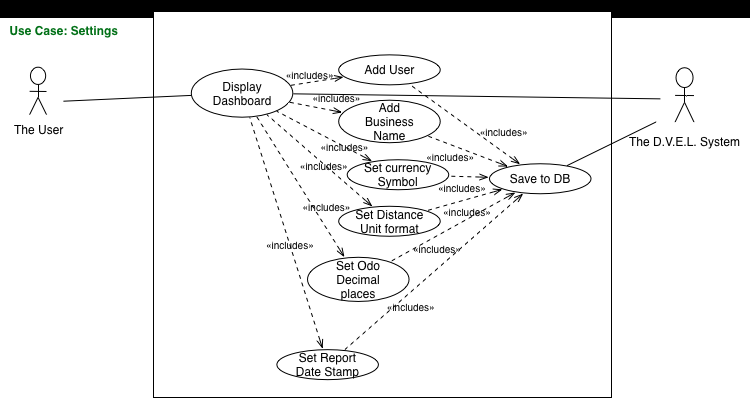 Use Case: Settings
The User
Display
Dashboard
«includes»
Add User
«includes»
Add
Business
Name
«includes»
The D.V.E.L. System
«includes»
Set currency
Symbol
«includes»
«includes»
Save to DB
«includes»
«includes»
Set Distance
Unit format
«includes»
«includes»
«includes»
Set Odo
Decimal
places
«includes»
Set Report
Date Stamp